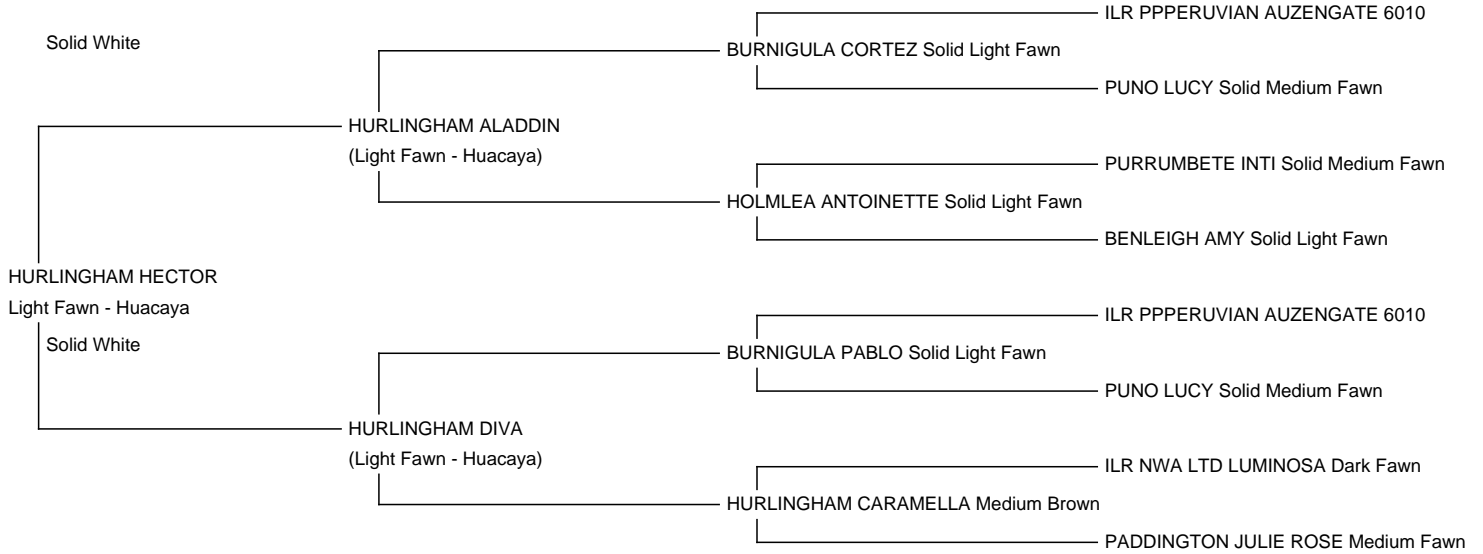 ILR PPPERUVIAN AUZENGATE 6010
Solid White
BURNIGULA CORTEZ Solid Light Fawn
PUNO LUCY Solid Medium Fawn
HURLINGHAM ALADDIN
(Light Fawn - Huacaya)
PURRUMBETE INTI Solid Medium Fawn
HOLMLEA ANTOINETTE Solid Light Fawn
BENLEIGH AMY Solid Light Fawn
HURLINGHAM HECTOR
Light Fawn - Huacaya
ILR PPPERUVIAN AUZENGATE 6010
Solid White
BURNIGULA PABLO Solid Light Fawn
PUNO LUCY Solid Medium Fawn
HURLINGHAM DIVA
(Light Fawn - Huacaya)
ILR NWA LTD LUMINOSA Dark Fawn
HURLINGHAM CARAMELLA Medium Brown
PADDINGTON JULIE ROSE Medium Fawn